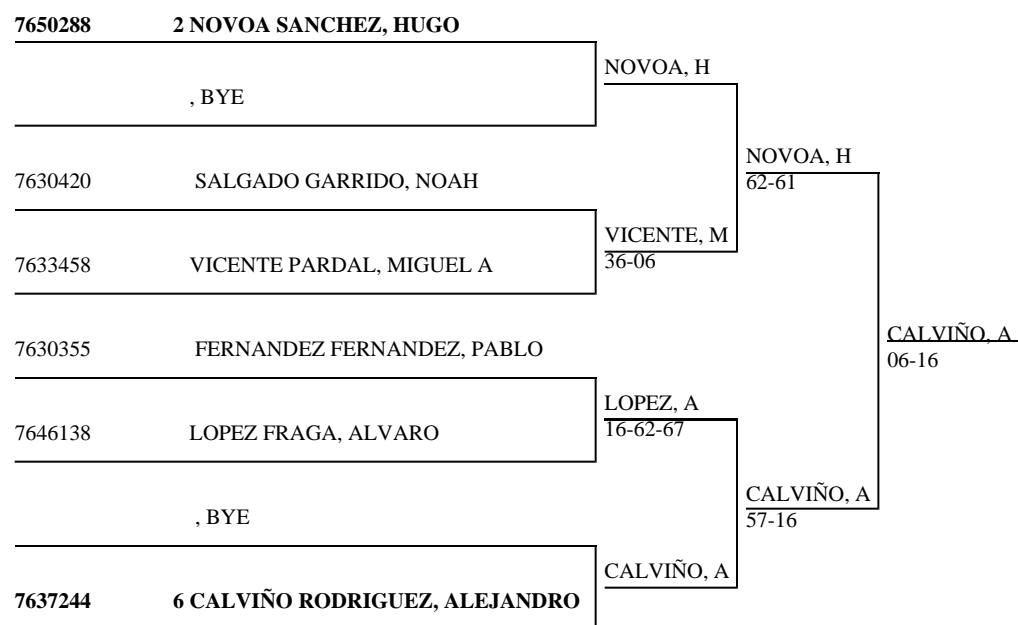 7650288 2 NOVOA SANCHEZ, HUGO
NOVOA, H
, BYE
NOVOA, H
7630420 SALGADO GARRIDO, NOAH
62-61
VICENTE, M
7633458 VICENTE PARDAL, MIGUEL A
36-06
CALVIÑO, A
7630355 FERNANDEZ FERNANDEZ, PABLO
06-16
LOPEZ, A
7646138 LOPEZ FRAGA, ALVARO
16-62-67
CALVIÑO, A
, BYE
57-16
CALVIÑO, A
7637244 6 CALVIÑO RODRIGUEZ, ALEJANDRO